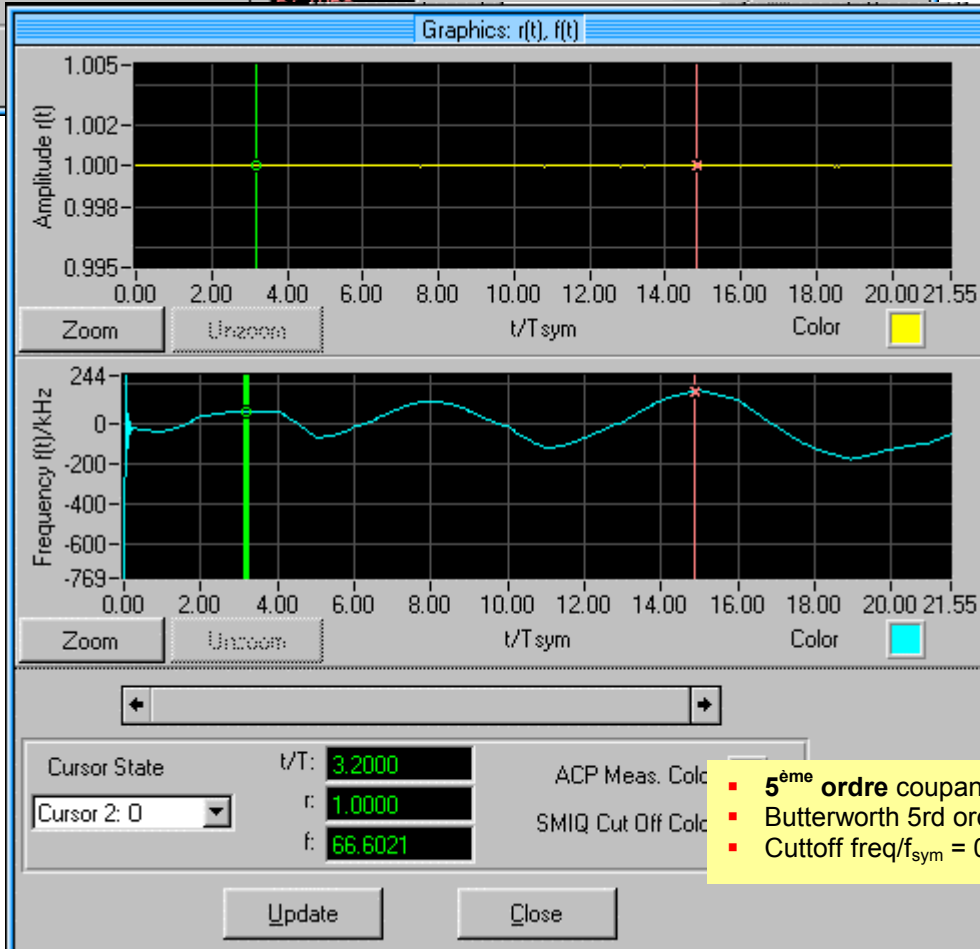 Graphics: r(t), f(t)
Amplitude r(t)
1.005
1.002
1.000
0.998
0.995
0.00 2.00 4.00 6.00 8.00 10.00 12.00 14.00 16.00 18.00 20.00 21.55
Zoom Unzoom t/Tsym Color
Frequency f(t)/kHz
244
0
-200
-400
-600
-769
0.00 2.00 4.00 6.00 8.00 10.00 12.00 14.00 16.00 18.00 20.00 21.55
Zoom Unzoom t/Tsym Color
Cursor State
Cursor 2: O
t/T: 3.2000
r: 1.0000
f: 66.6021
ACP Meas. Colo
SMIQ Cut Off Colo
▪ 5ème ordre coupan
▪ Butterworth 5rd or
▪ Cuttoff freq/fsym =
Update Close